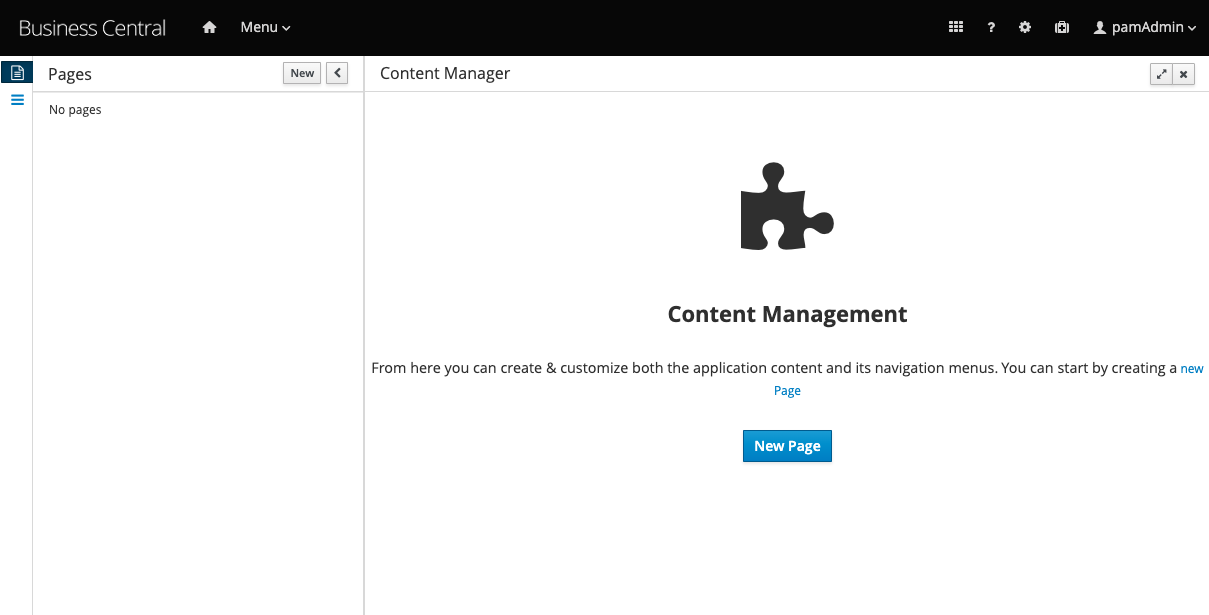 Business Central
Menu
?
pamAdmin
Pages
New
Content Manager
No pages
Content Management
From here you can create & customize both the application content and its navigation menus. You can start by creating a new
Page
New Page